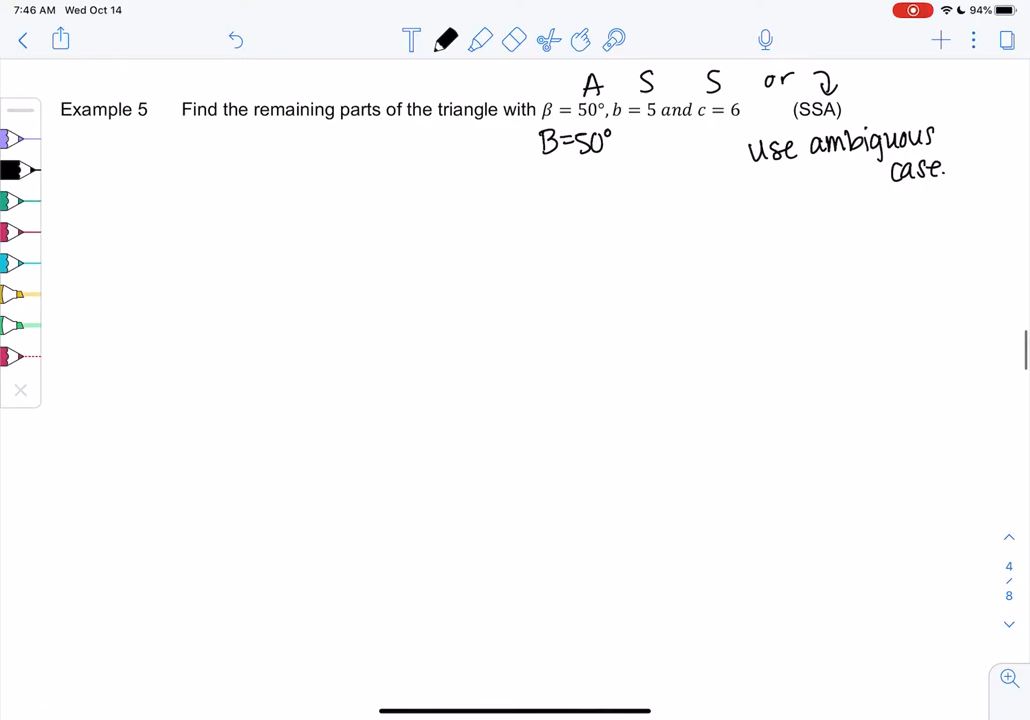 7:46 AM Wed Oct 14 94%
T
A S S or
Example 5 Find the remaining parts of the triangle with β = 50°, b = 5 and c = 6 (SSA)
B=50°
use ambiguous
case.
4
/
8